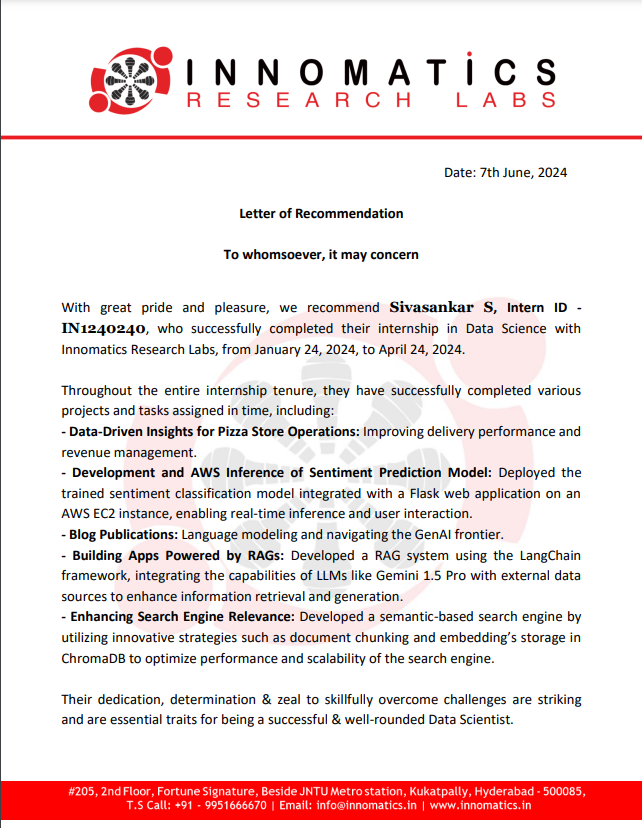 INNOMATiCS
RESEARCH LABS
Date: 7th June, 2024
Letter of Recommendation
To whomsoever, it may concern
With great pride and pleasure, we recommend Sivasankar S, Intern ID -
IN1240240, who successfully completed their internship in Data Science with
Innomatics Research Labs, from January 24, 2024, to April 24, 2024.
Throughout the entire internship tenure, they have successfully completed various
projects and tasks assigned in time, including:
- Data-Driven Insights for Pizza Store Operations: Improving delivery performance and
revenue management.
- Development and AWS Inference of Sentiment Prediction Model: Deployed the
trained sentiment classification model integrated with a Flask web application on an
AWS EC2 instance, enabling real-time inference and user interaction.
- Blog Publications: Language modeling and navigating the GenAI frontier.
- Building Apps Powered by RAGs: Developed a RAG system using the LangChain
framework, integrating the capabilities of LLMs like Gemini 1.5 Pro with external data
sources to enhance information retrieval and generation.
- Enhancing Search Engine Relevance: Developed a semantic-based search engine by
utilizing innovative strategies such as document chunking and embedding’s storage in
ChromaDB to optimize performance and scalability of the search engine.
Their dedication, determination & zeal to skillfully overcome challenges are striking
and are essential traits for being a successful & well-rounded Data Scientist.
#205, 2nd Floor, Fortune Signature, Beside JNTU Metro station, Kukatpally, Hyderabad - 500085,
T.S Call: +91 - 9951666670 | Email: info@innomatics.in | www.innomatics.in